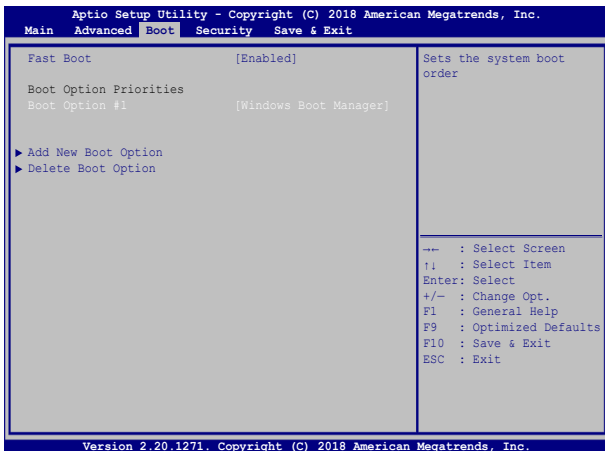 Aptio Setup Utility - Copyright (C) 2018 American Megatrends, Inc.
Main Advanced Boot Security Save & Exit
Fast Boot [Enabled]
Boot Option Priorities
Boot Option #1 [Windows Boot Manager]
▶ Add New Boot Option
▶ Delete Boot Option
Sets the system boot
order
→← : Select Screen
↑↓ : Select Item
Enter: Select
+/— : Change Opt.
F1 : General Help
F9 : Optimized Defaults
F10 : Save & Exit
ESC : Exit
Version 2.20.1271. Copyright (C) 2018 American Megatrends, Inc.